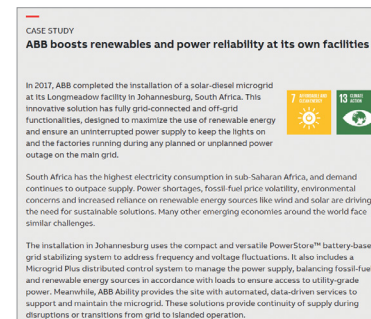 CASE STUDY
ABB boosts renewables and power reliability at its own facilities
In 2017, ABB completed the installation of a solar-diesel microgrid
at its Longmeadow facility in Johannesburg, South Africa. This
innovative solution has fully grid-connected and off-grid
functionalities, designed to maximize the use of renewable energy
and ensure an uninterrupted power supply to keep the lights on
and the factories running during any planned or unplanned power
outage on the main grid.
7 AFFORDABLE AND CLEAN ENERGY
13 CLIMATE ACTION
South Africa has the highest electricity consumption in sub-Saharan Africa, and demand
continues to outpace supply. Power shortages, fossil-fuel price volatility, environmental
concerns and increased reliance on renewable energy sources like wind and solar are driving
the need for sustainable solutions. Many other emerging economies around the world face
similar challenges.
The installation in Johannesburg uses the compact and versatile PowerStore™ battery-base
grid stabilizing system to address frequency and voltage fluctuations. It also includes a
Microgrid Plus distributed control system to manage the power supply, balancing fossil-fue
and renewable energy sources in accordance with loads to ensure access to utility-grade
power. Meanwhile, ABB Ability provides the site with automated, data-driven services to
support and maintain the microgrid. These solutions provide continuity of supply during
disruptions or transitions from grid to islanded operation.